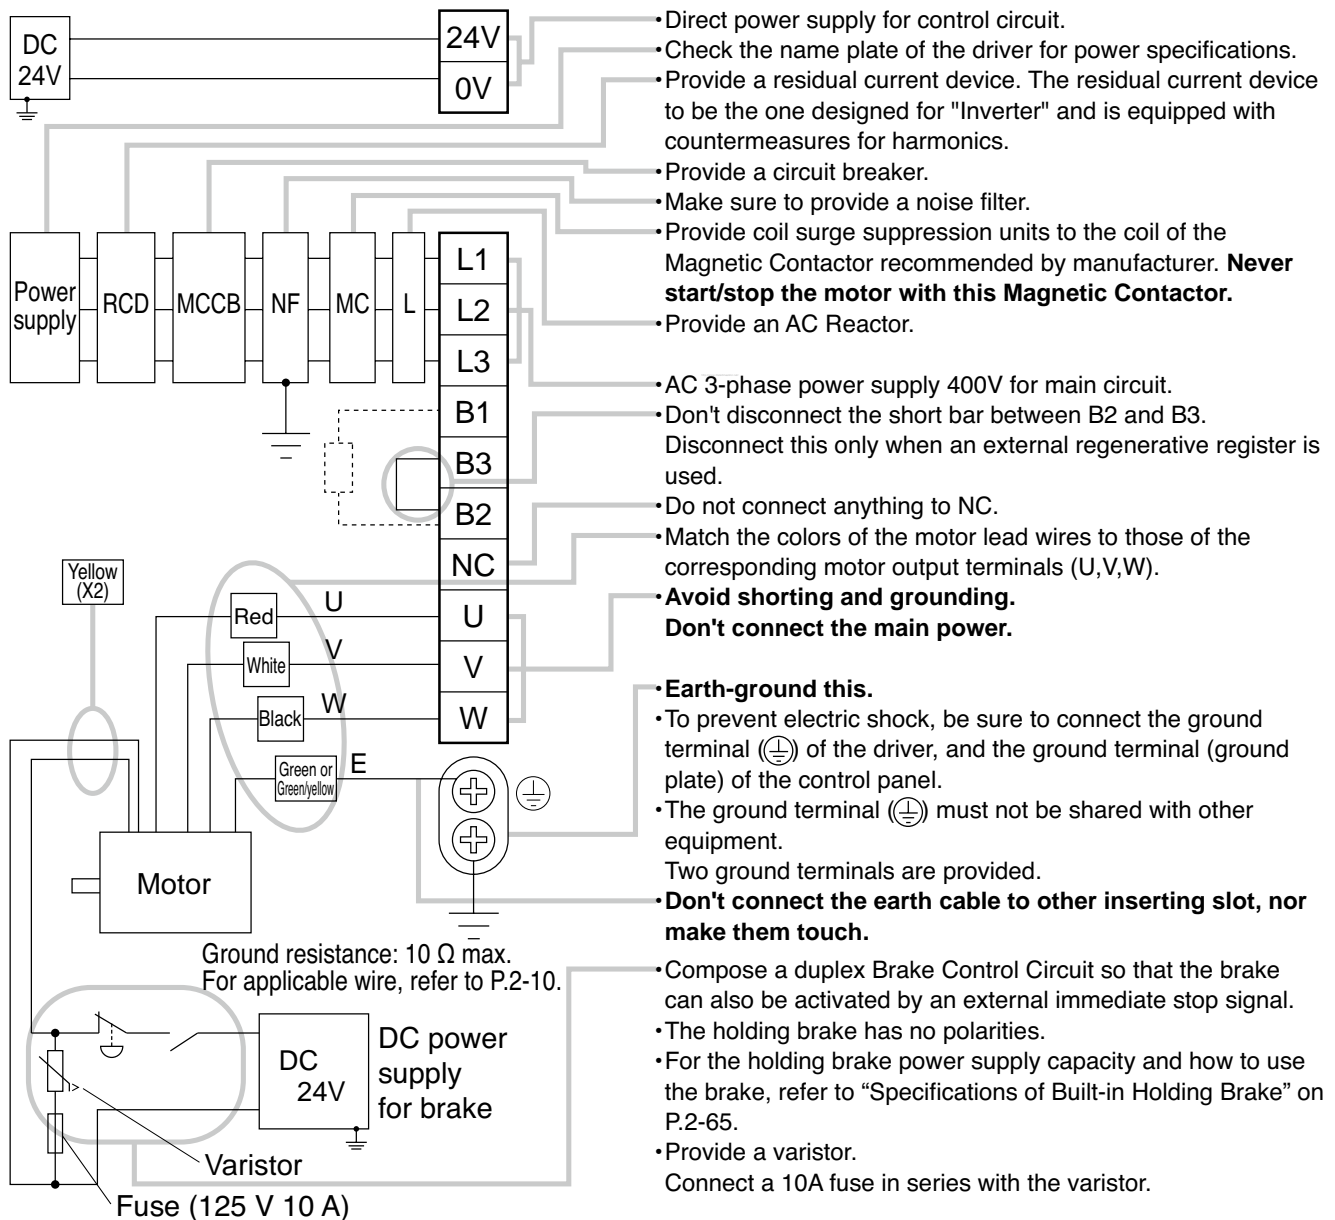 DC
24V
24V
0V
・Direct power supply for control circuit.
・Check the name plate of the driver for power specifications.
・Provide a residual current device. The residual current device
to be the one designed for "Inverter" and is equipped with
countermeasures for harmonics.
・Provide a circuit breaker.
・Make sure to provide a noise filter.
・Provide coil surge suppression units to the coil of the
Magnetic Contactor recommended by manufacturer. Never
start/stop the motor with this Magnetic Contactor.
・Provide an AC Reactor.
Power
supply
RCD
MCCB
NF
MC
L
L1
L2
L3
B1
B3
B2
NC
U
V
W
・AC 3-phase power supply 400V for main circuit.
・Don't disconnect the short bar between B2 and B3.
Disconnect this only when an external regenerative register is
used.
・Do not connect anything to NC.
・Match the colors of the motor lead wires to those of the
corresponding motor output terminals (U,V,W).
・Avoid shorting and grounding.
Don't connect the main power.
Yellow
(X2)
Red
U
White
V
Black
W
Green or
Green/yellow
E
・Earth-ground this.
・To prevent electric shock, be sure to connect the ground
terminal (⏚) of the driver, and the ground terminal (ground
plate) of the control panel.
・The ground terminal (⏚) must not be shared with other
equipment.
Two ground terminals are provided.
・Don't connect the earth cable to other inserting slot, nor
make them touch.
Motor
Ground resistance: 10 Ω max.
For applicable wire, refer to P.2-10.
・Compose a duplex Brake Control Circuit so that the brake
can also be activated by an external immediate stop signal.
・The holding brake has no polarities.
・For the holding brake power supply capacity and how to use
the brake, refer to “Specifications of Built-in Holding Brake” on
P.2-65.
・Provide a varistor.
Connect a 10A fuse in series with the varistor.
DC
24V
DC power
supply
for brake
Varistor
Fuse (125 V 10 A)